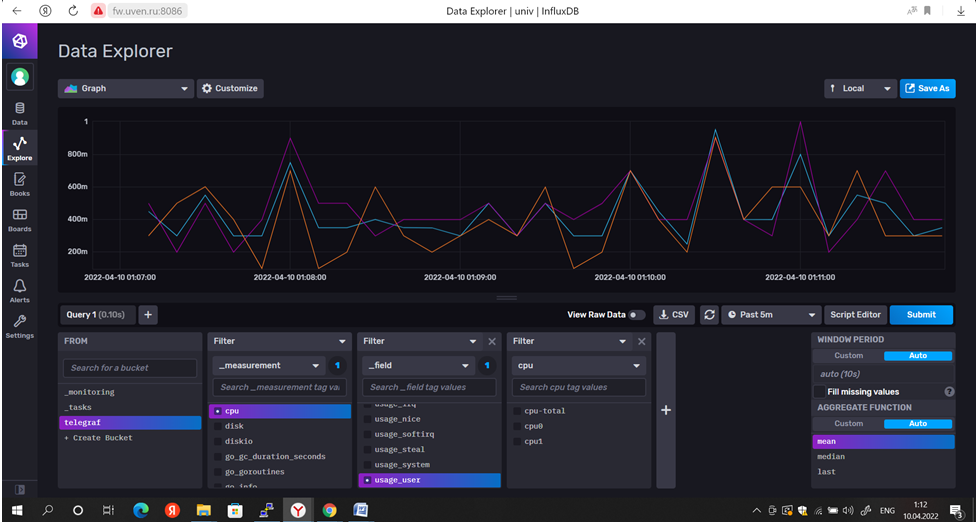 fw.uven.ru:8086
Data Explorer | univ | InfluxDB
Data Explorer
Graph
Customize
Local
Save As
Data
Explore
Books
Boards
Tasks
Alerts
Settings
1
800m
600m
400m
200m
2022-04-10 01:07:00
2022-04-10 01:08:00
2022-04-10 01:09:00
2022-04-10 01:10:00
2022-04-10 01:11:00
Query 1 (0.10s)
+
View Raw Data
CSV
Past 5m
Script Editor
Submit
FROM
Search for a bucket
_monitoring
_tasks
telegraf
+ Create Bucket
Filter
_measurement
1
Search _measurement tag va
cpu
disk
diskio
go_gc_duration_seconds
go_goroutines
go_info
Filter
_field
1
Search _field tag values
usage_irq
usage_nice
usage_softirq
usage_steal
usage_system
usage_user
Filter
cpu
Search cpu tag values
cpu-total
cpu0
cpu1
+
WINDOW PERIOD
Custom
Auto
auto (10s)
Fill missing values
?
AGGREGATE FUNCTION
Custom
Auto
mean
median
last
ENG
1:12
10.04.2022
3